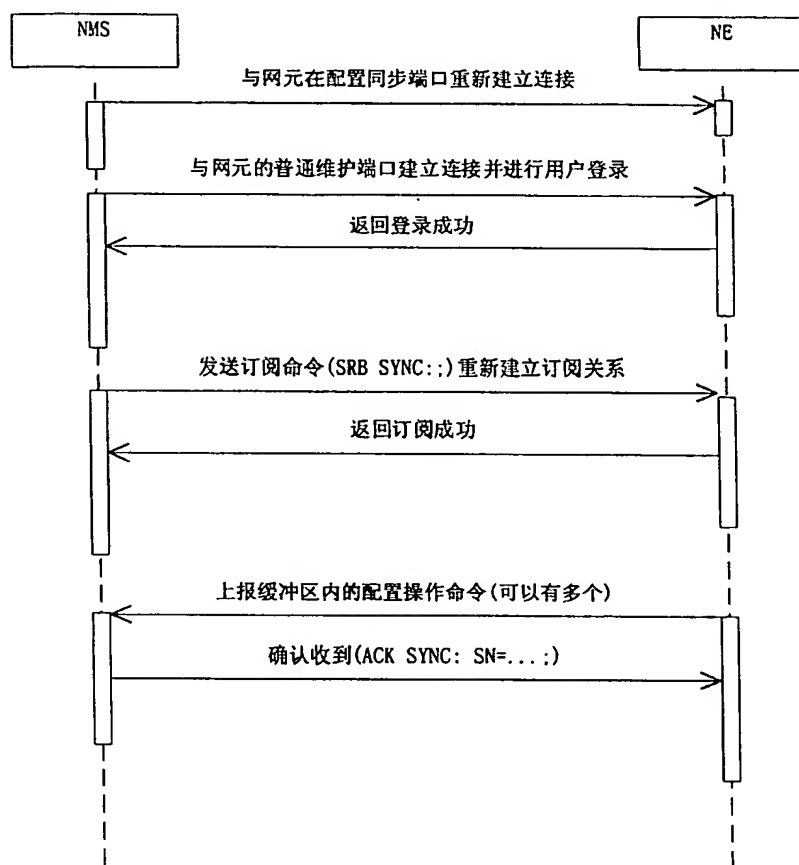 NMS
NE
与网元在配置同步端口重新建立连接
与网元的普通维护端口建立连接并进行用户登录
返回登录成功
发送订阅命令(SRB SYNC:;)重新建立订阅关系
返回订阅成功
上报缓冲区内的配置操作命令(可以有多个)
确认收到(ACK SYNC: SN=...;)